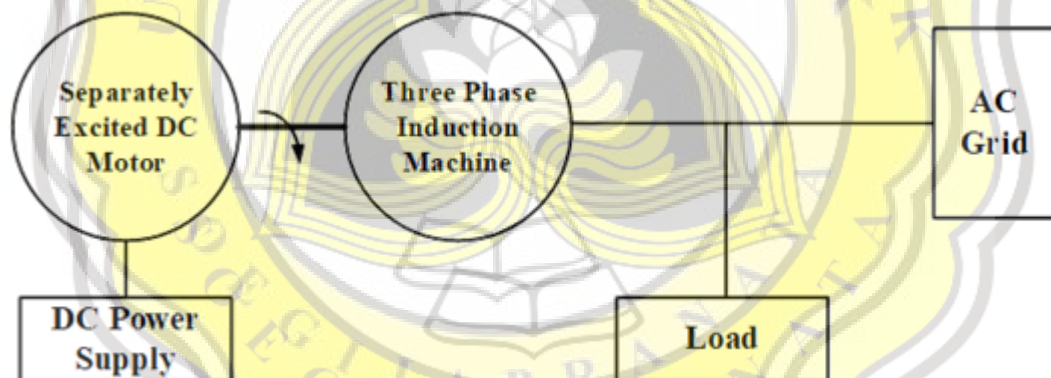 Separately
Excited DC
Motor
Three Phase
Induction
Machine
AC
Grid
DC Power
Supply
Load